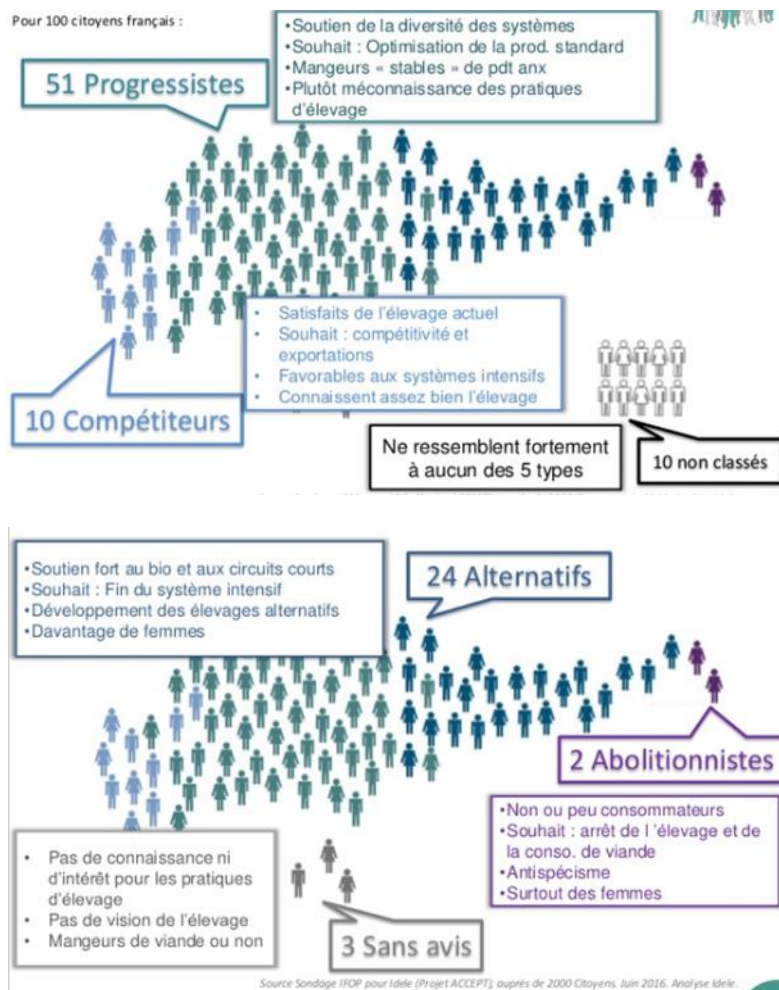 Pour 100 citoyens français :
•Soutien de la diversité des systèmes
•Souhait : Optimisation de la prod. standard
•Mangeurs « stables » de pdt anx
•Plutôt méconnaissance des pratiques
d'élevage
51 Progressistes
• Satisfaits de l'élevage actuel
• Souhait : compétitivité et
exportations
• Favorables aux systèmes intensifs
• Connaissent assez bien l'élevage
10 Compétiteurs
Ne ressemblent fortement
à aucun des 5 types
10 non classés
•Soutien fort au bio et aux circuits courts
•Souhait : Fin du système intensif
•Développement des élevages alternatifs
•Davantage de femmes
24 Alternatifs
2 Abolitionnistes
•Non ou peu consommateurs
•Souhait : arrêt de l 'élevage et de
la conso. de viande
•Antispécisme
•Surtout des femmes
• Pas de connaissance ni
d'intérêt pour les pratiques
d'élevage
• Pas de vision de l'élevage
• Mangeurs de viande ou non
3 Sans avis
Source Sondage IFOP pour Idele (Projet ACCEPT), auprès de 2000 Citoyens. Juin 2016. Analyse Idele.